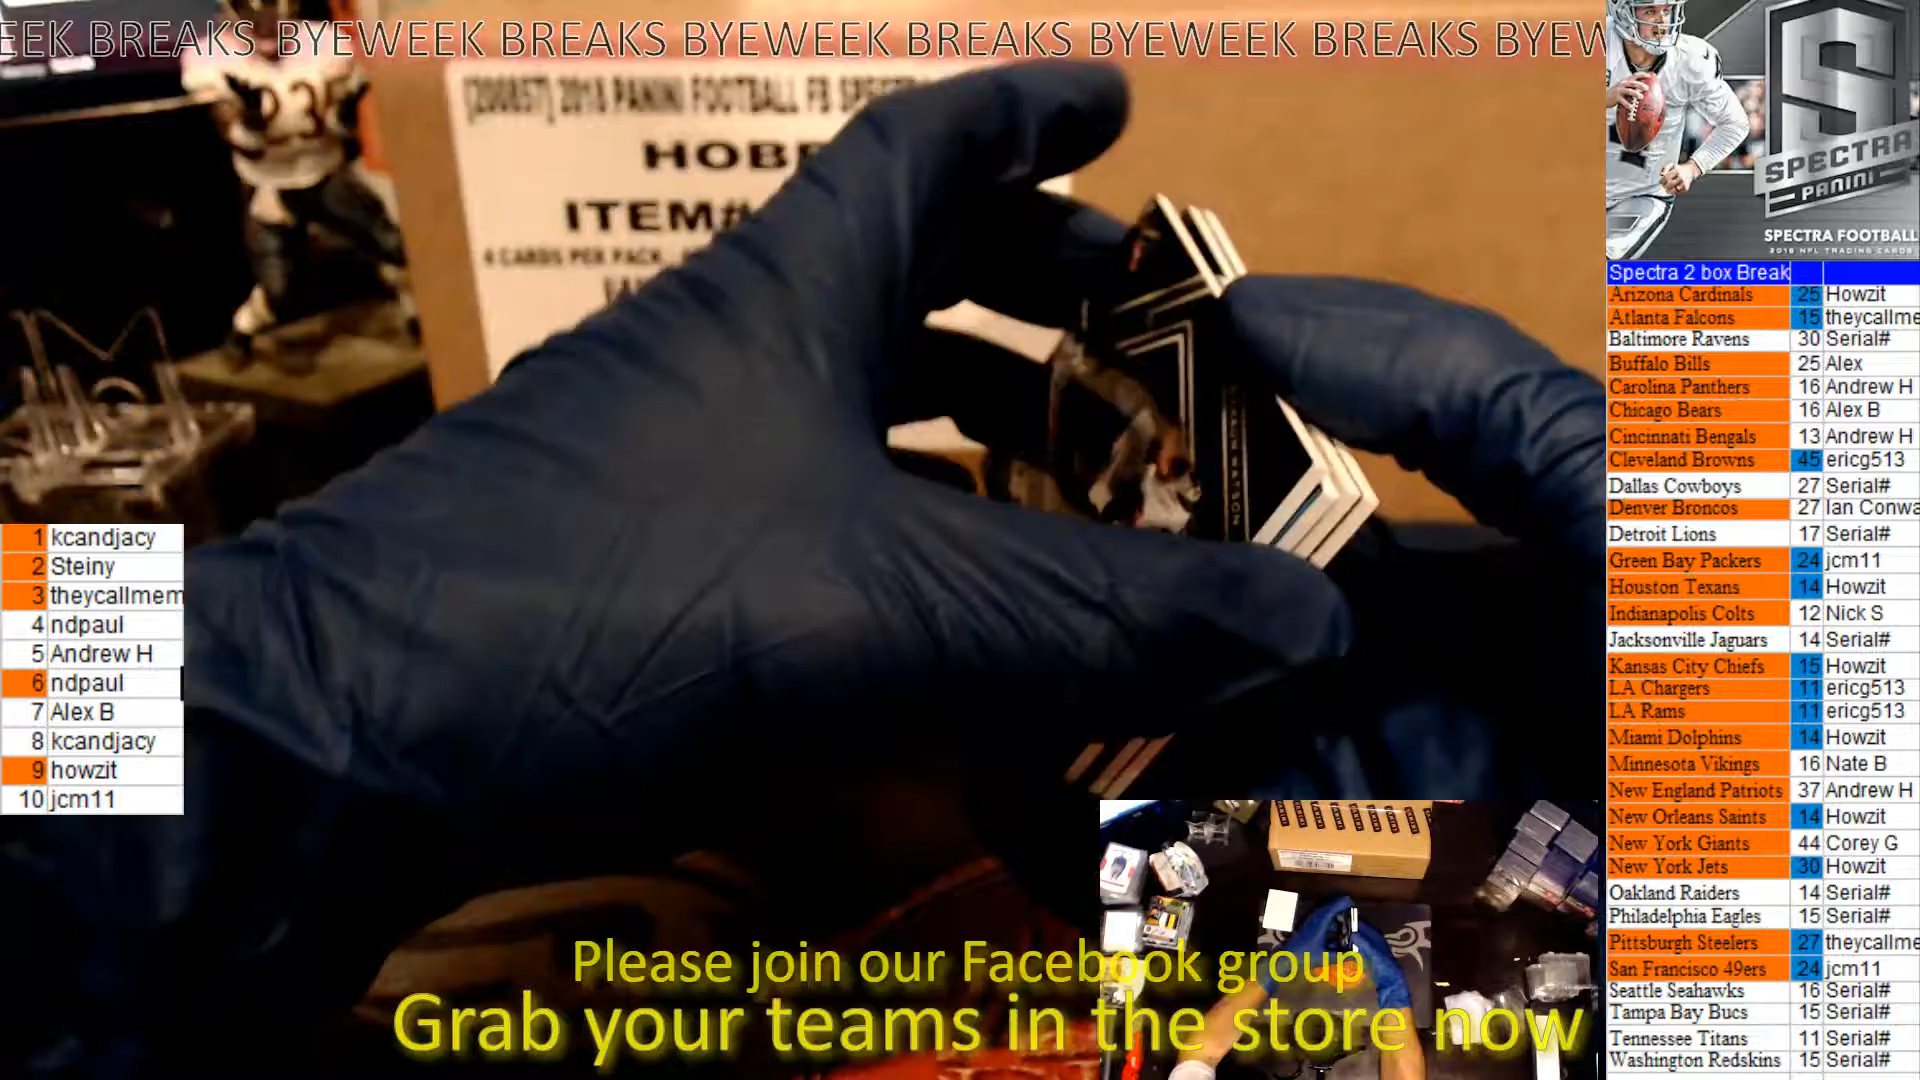 EEK BREAKS BYEWEEK BREAKS BYEWEEK BREAKS BYEWEEK BREAKS BYEW
[20085] 2018 PANINI FOOTBALL FB
ITEM#
4 CARDS PER PACK
SPECTRA
PANINI
SPECTRA FOOTBALL
2018 NFL TRADING CARDS
Spectra 2 box Break
Arizona Cardinals 25 Howzit
Atlanta Falcons 15 theycallme
Baltimore Ravens 30 Serial#
Buffalo Bills 25 Alex
Carolina Panthers 16 Andrew H
Chicago Bears 16 Alex B
Cincinnati Bengals 13 Andrew H
Cleveland Browns 45 ericg513
Dallas Cowboys 27 Serial#
Denver Broncos 27 Ian Conwa
Detroit Lions 17 Serial#
Green Bay Packers 24 jcm11
Houston Texans 14 Howzit
Indianapolis Colts 12 Nick S
Jacksonville Jaguars 14 Serial#
Kansas City Chiefs 15 Howzit
LA Chargers 11 ericg513
LA Rams 11 ericg513
Miami Dolphins 14 Howzit
Minnesota Vikings 16 Nate B
New England Patriots 37 Andrew H
New Orleans Saints 14 Howzit
New York Giants 44 Corey G
New York Jets 30 Howzit
Oakland Raiders 14 Serial#
Philadelphia Eagles 15 Serial#
Pittsburgh Steelers 27 theycallme
San Francisco 49ers 24 jcm11
Seattle Seahawks 16 Serial#
Tampa Bay Bucs 15 Serial#
Tennessee Titans 11 Serial#
Washington Redskins 15 Serial#
1 kcandjacy
2 Steiny
3 theycallmem
4 ndpaul
5 Andrew H
6 ndpaul
7 Alex B
8 kcandjacy
9 howzit
10 jcm11
Please join our Facebook group
Grab your teams in the store now